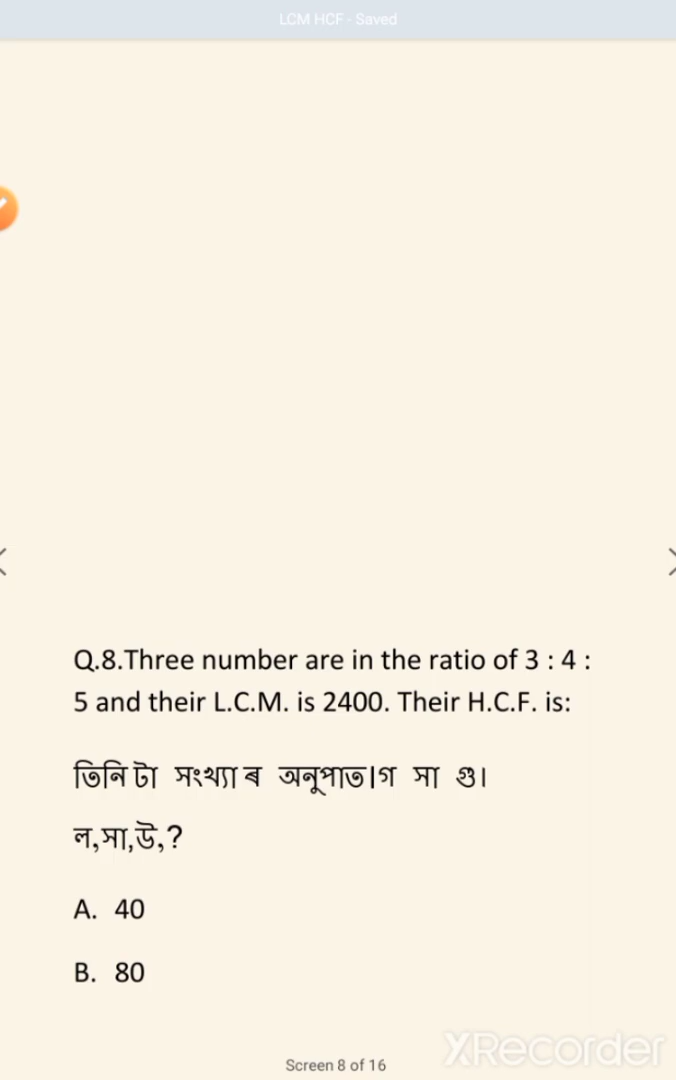 LCM HCF - Saved
Q.8.Three number are in the ratio of 3 : 4 :
5 and their L.C.M. is 2400. Their H.C.F. is:
তিনি টা সংখ্যা ৰ অনুপাত।গ সা গু।
ল,সা,উ,?
A. 40
B. 80
Screen 8 of 16
XRecorder